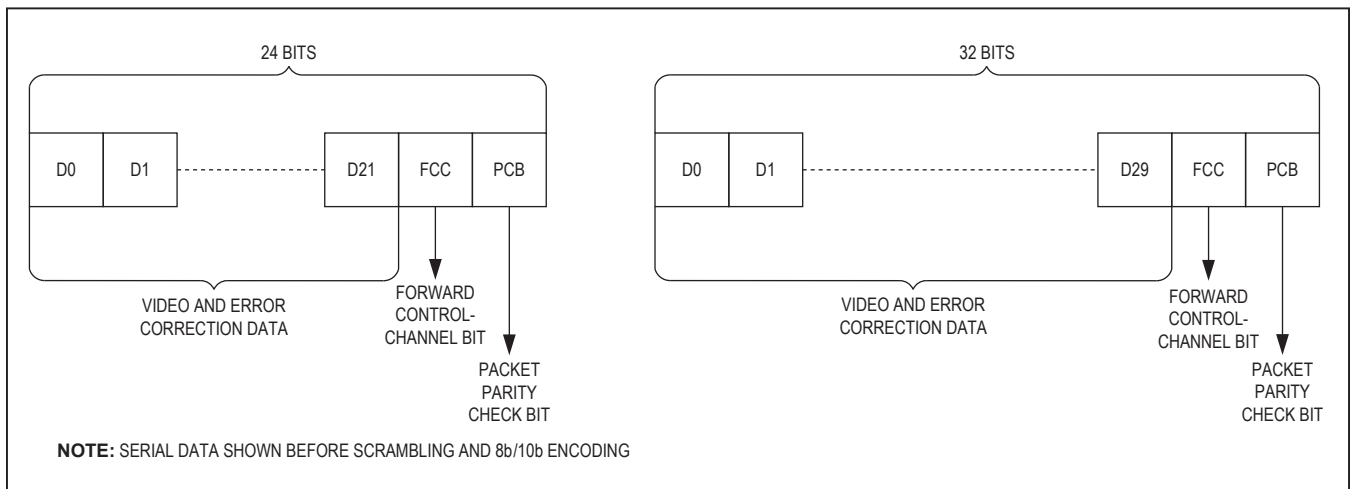 24 BITS
D0 D1 D21 FCC PCB
VIDEO AND ERROR
CORRECTION DATA
FORWARD
CONTROL-
CHANNEL BIT
PACKET
PARITY
CHECK BIT
32 BITS
D0 D1 D29 FCC PCB
VIDEO AND ERROR
CORRECTION DATA
FORWARD
CONTROL-
CHANNEL BIT
PACKET
PARITY
CHECK BIT
NOTE: SERIAL DATA SHOWN BEFORE SCRAMBLING AND 8b/10b ENCODING